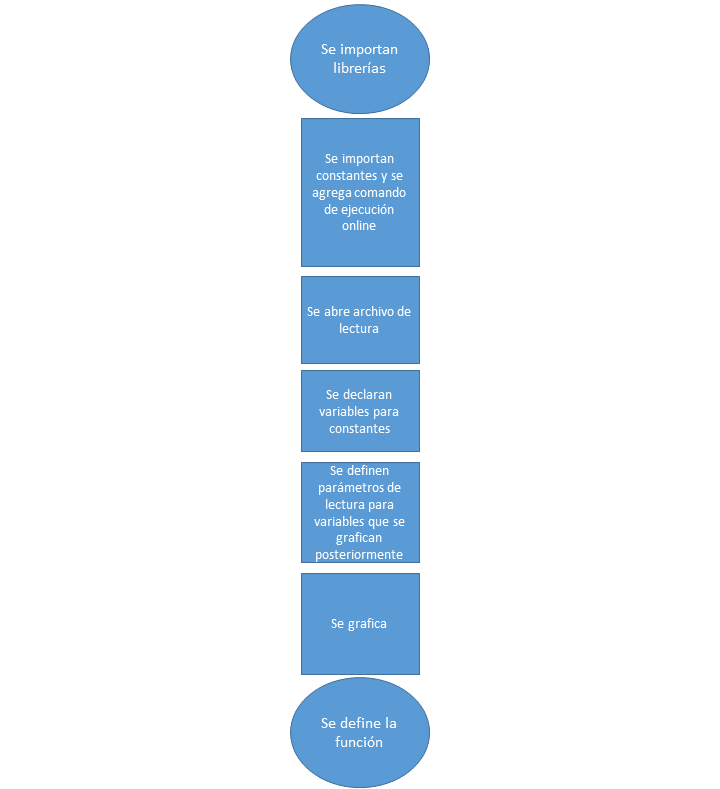 Se importan
librerías
Se importan
constantes y se
agrega comando
de ejecución
online
Se abre archivo de
lectura
Se declaran
variables para
constantes
Se definen
parámetros de
lectura para
variables que se
grafican
posteriormente
Se grafica
Se define la
función